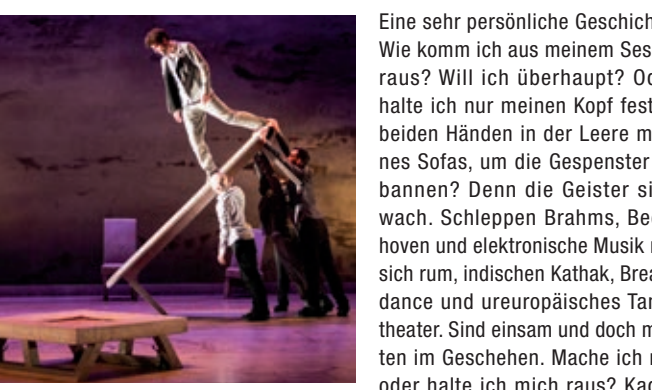 Eine sehr persönliche Geschich
Wie komm ich aus meinem Ses
raus? Will ich überhaupt? Od
halte ich nur meinen Kopf fest
beiden Händen in der Leere m
nes Sofas, um die Gespenster
bannen? Denn die Geister si
wach. Schleppen Brahms, Bee
hoven und elektronische Musik
sich rum, indischen Kathak, Brea
dance und ureuropäisches Tan
theater. Sind einsam und doch m
ten im Geschehen. Mache ich
oder halte ich mich raus? Kad